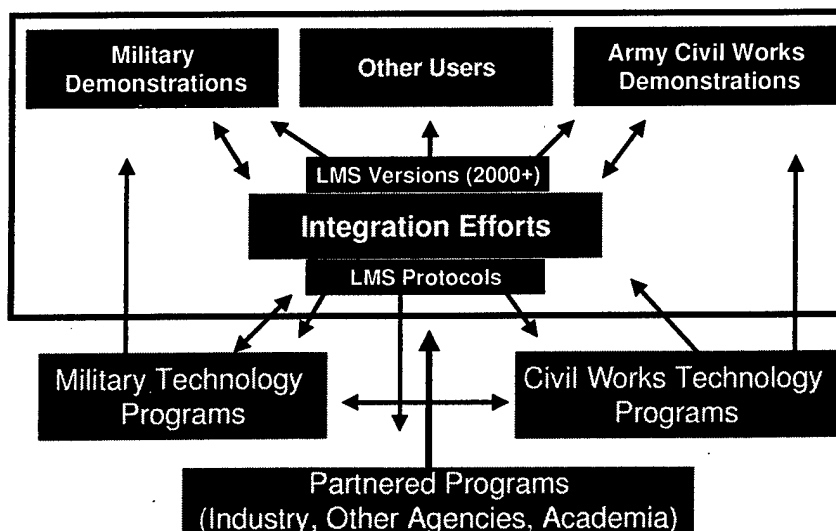 Military
Demonstrations
Other Users
Army Civil Works
Demonstrations
LMS Versions (2000+)
Integration Efforts
LMS Protocols
Military Technology
Programs
Civil Works Technology
Programs
Partnered Programs
(Industry, Other Agencies, Academia)